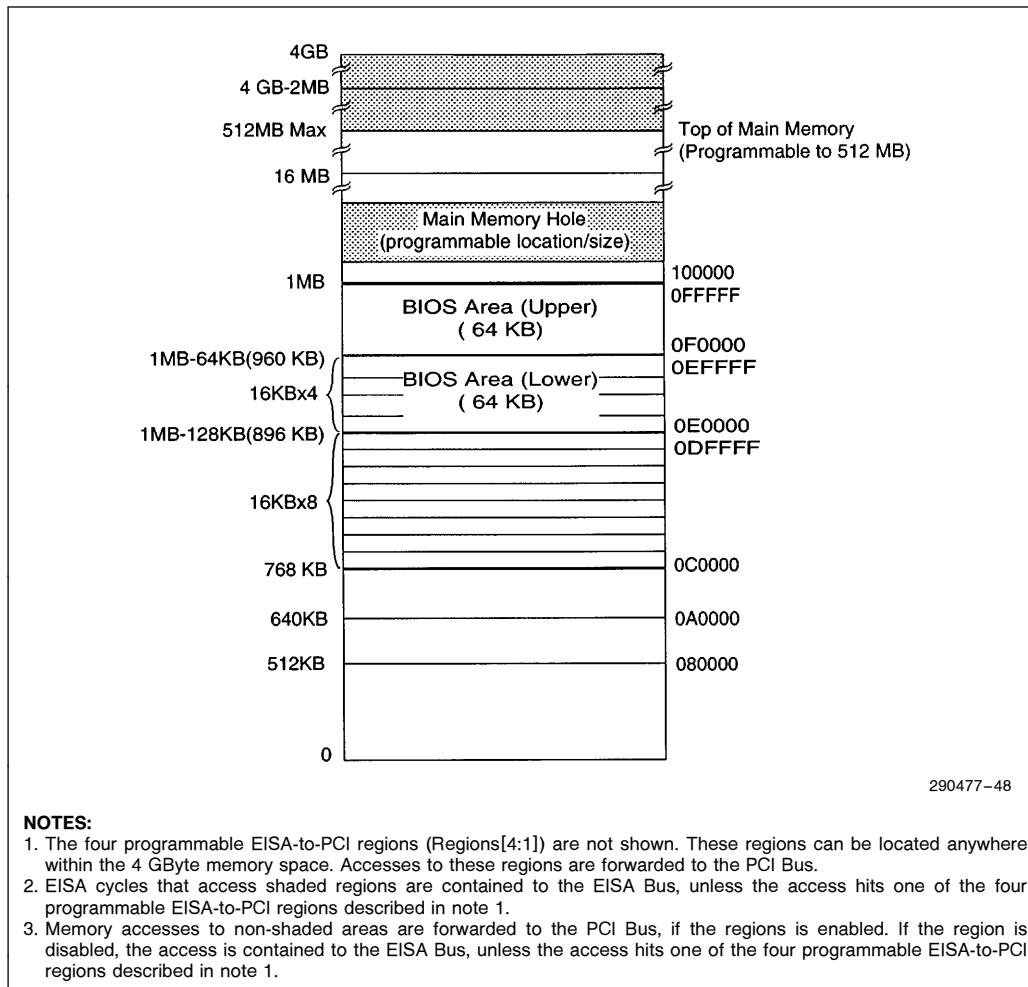 4GB
4 GB-2MB
512MB Max
Top of Main Memory
(Programmable to 512 MB)
16 MB
Main Memory Hole
(programmable location/size)
1MB
100000
0FFFFF
BIOS Area (Upper)
( 64 KB)
1MB-64KB(960 KB)
0F0000
0EFFFF
16KBx4
BIOS Area (Lower)
( 64 KB)
1MB-128KB(896 KB)
0E0000
0DFFFF
16KBx8
768 KB
0C0000
640KB
0A0000
512KB
080000
0
290477-48
NOTES:
1. The four programmable EISA-to-PCI regions (Regions[4:1]) are not shown. These regions can be located anywhere
within the 4 GByte memory space. Accesses to these regions are forwarded to the PCI Bus.
2. EISA cycles that access shaded regions are contained to the EISA Bus, unless the access hits one of the four
programmable EISA-to-PCI regions described in note 1.
3. Memory accesses to non-shaded areas are forwarded to the PCI Bus, if the regions is enabled. If the region is
disabled, the access is contained to the EISA Bus, unless the access hits one of the four programmable EISA-to-PCI
regions described in note 1.